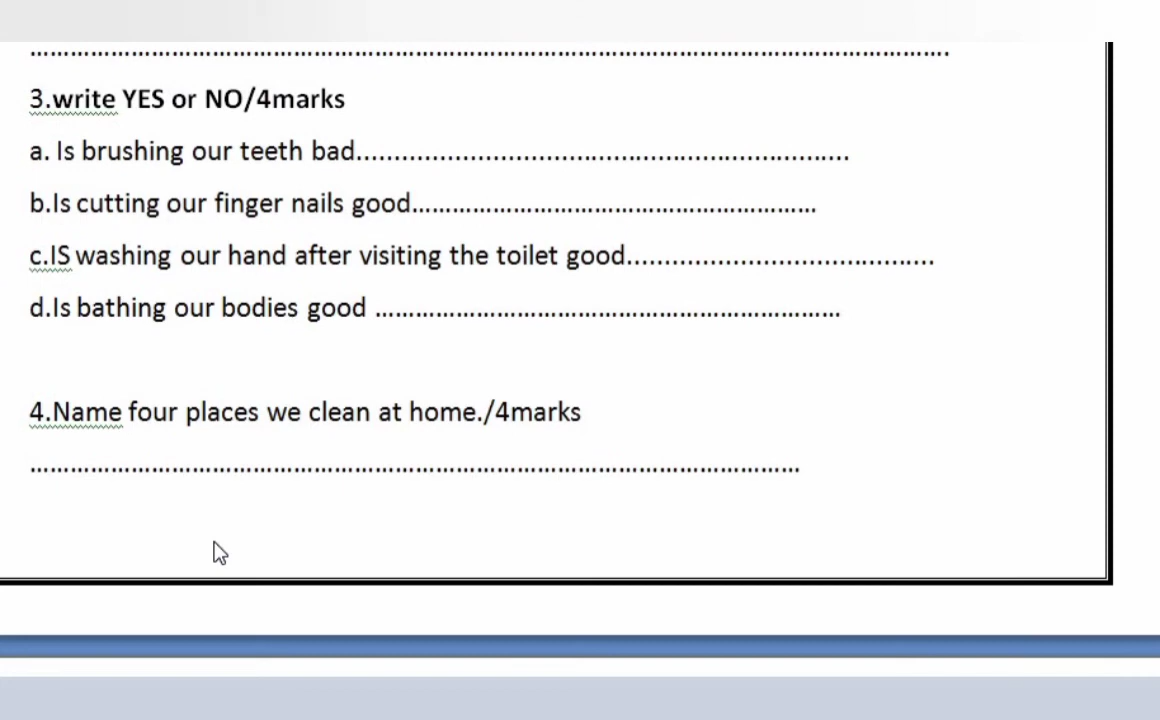 ................................................................................................................................................
3.write YES or NO/4marks
a. Is brushing our teeth bad.................................................................
b.Is cutting our finger nails good............................................................
c.IS washing our hand after visiting the toilet good........................................
d.Is bathing our bodies good .....................................................................
4.Name four places we clean at home./4marks
...................................................................................................................